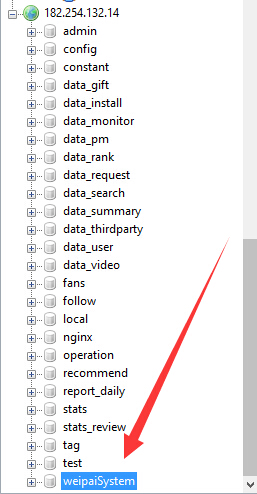 182.254.132.14
admin
config
constant
data_gift
data_install
data_monitor
data_pm
data_rank
data_request
data_search
data_summary
data_thirdparty
data_user
data_video
fans
follow
local
nginx
operation
recommend
report_daily
stats
stats_review
tag
test
weipaiSystem